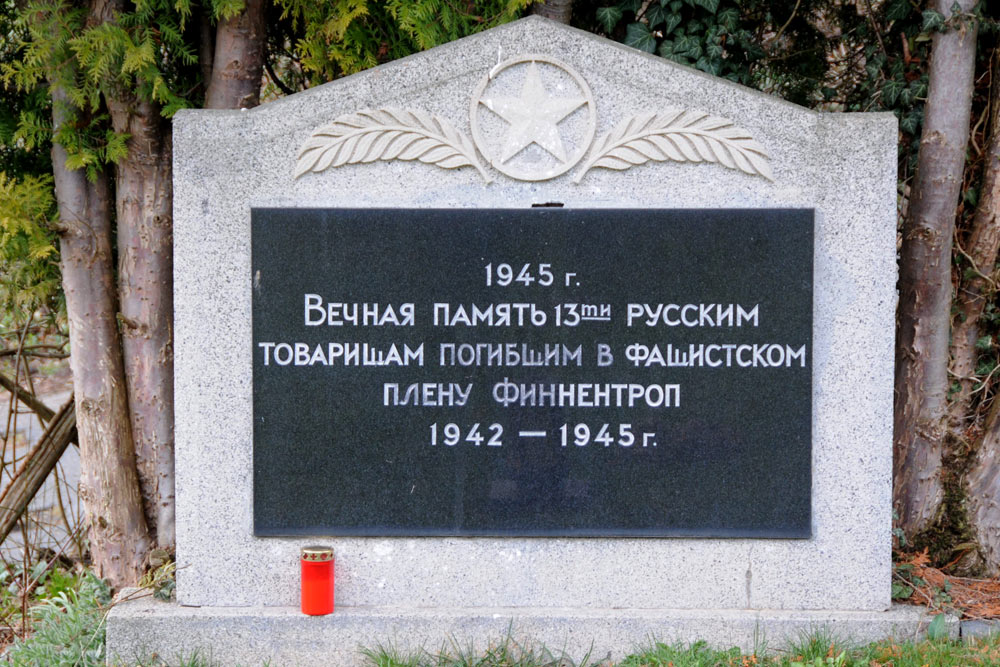 1945 г.
Вечная память 13ти русским
товарищам погибшим в фашистском
плену Финнентроп
1942 — 1945 г.